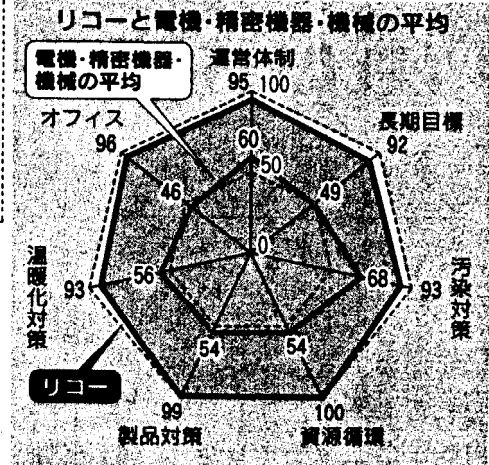 リコーと電機・精密機器・機械の平均
電機・精密機器・
機械の平均
運営体制
95
100
オフィス
96
長期目標
92
60
50
46
49
0
56
68
温暖化対策
93
汚染対策
93
54
54
リコー
99
製品対策
100
資源循環